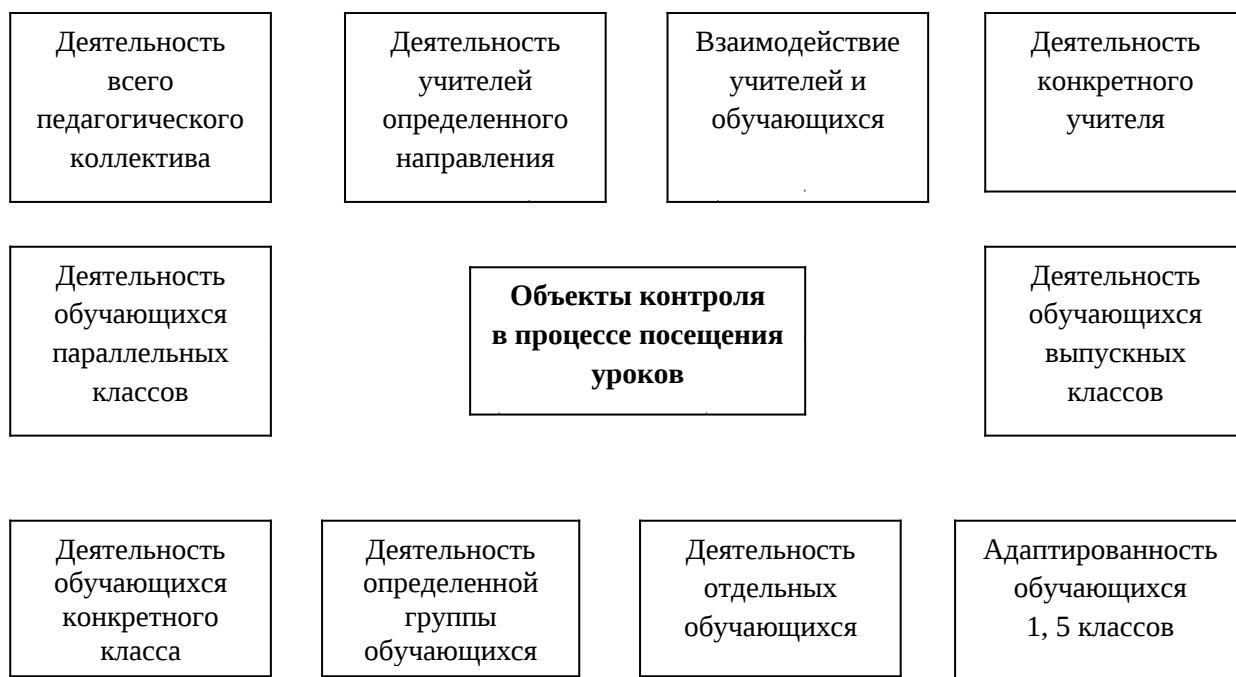 Деятельность
всего
педагогического
коллектива
Деятельность
учителей
определенного
направления
Взаимодействие
учителей и
обучающихся
Деятельность
конкретного
учителя
Деятельность
обучающихся
параллельных
классов
Объекты контроля
в процессе посещения
уроков
Деятельность
обучающихся
выпускных
классов
Деятельность
обучающихся
конкретного
класса
Деятельность
определенной
группы
обучающихся
Деятельность
отдельных
обучающихся
Адаптированность
обучающихся
1, 5 классов